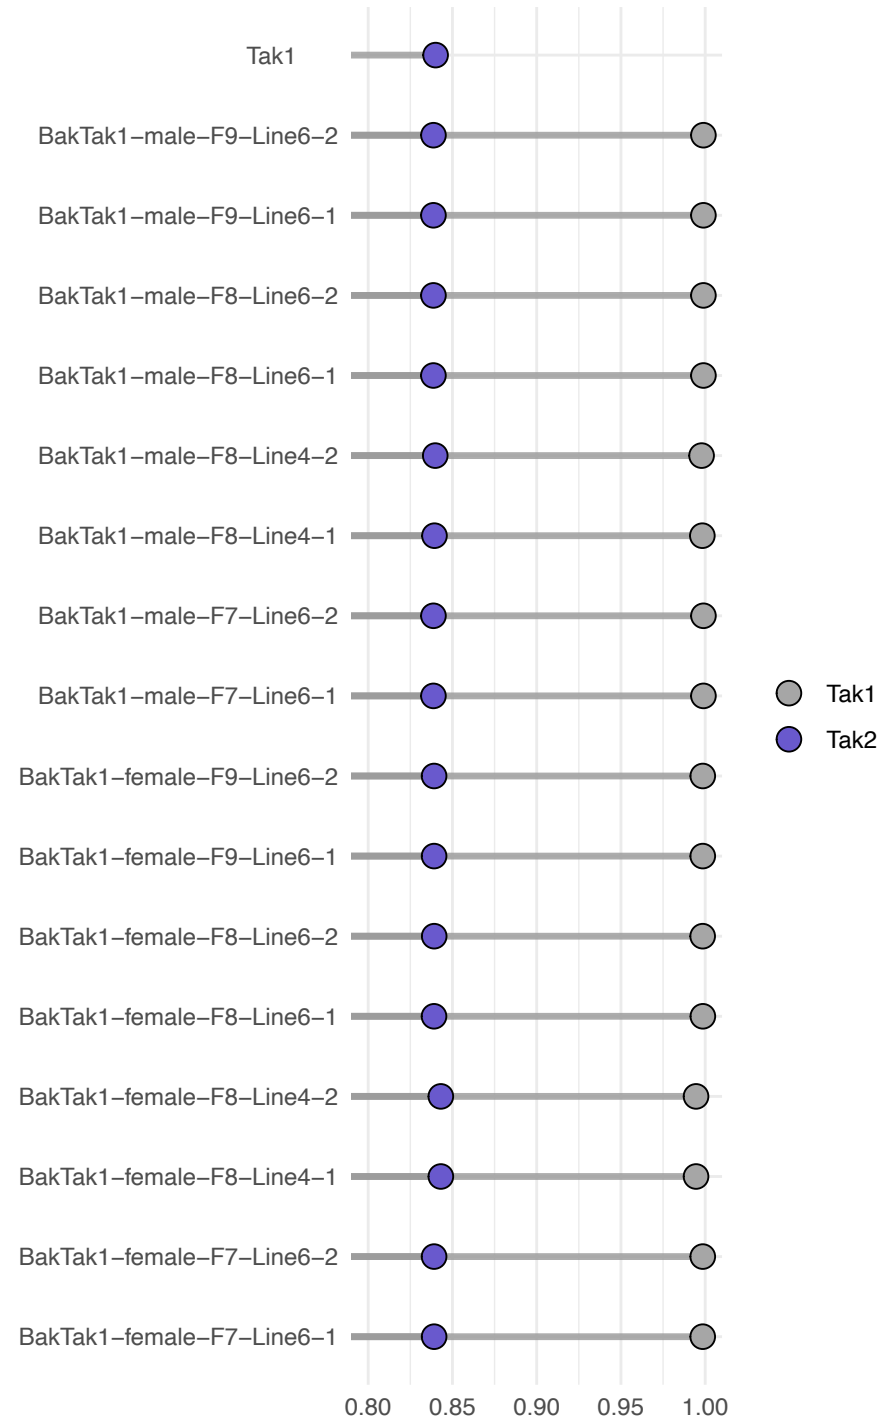 Tak1
BakTak1−male−F9−Line6−2
BakTak1−male−F9−Line6−1
BakTak1−male−F8−Line6−2
BakTak1−male−F8−Line6−1
BakTak1−male−F8−Line4−2
BakTak1−male−F8−Line4−1
BakTak1−male−F7−Line6−2
BakTak1−male−F7−Line6−1
BakTak1−female−F9−Line6−2
BakTak1−female−F9−Line6−1
BakTak1−female−F8−Line6−2
BakTak1−female−F8−Line6−1
BakTak1−female−F8−Line4−2
BakTak1−female−F8−Line4−1
BakTak1−female−F7−Line6−2
BakTak1−female−F7−Line6−1
0.80 0.85 0.90 0.95 1.00
Tak1
Tak2